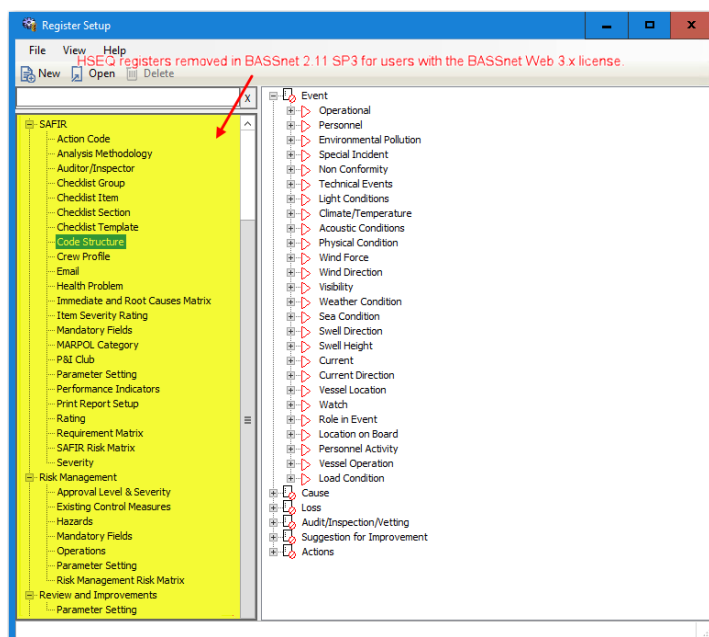 Register Setup
File View Help
HSEQ registers removed in BASSnet 2.11 SP3 for users with the BASSnet Web 3.x license.
New Open Delete
X
SAFIR
Action Code
Analysis Methodology
Auditor/Inspector
Checklist Group
Checklist Item
Checklist Section
Checklist Template
Code Structure
Crew Profile
Email
Health Problem
Immediate and Root Causes Matrix
Item Severity Rating
Mandatory Fields
MARPOL Category
P&I Club
Parameter Setting
Performance Indicators
Print Report Setup
Rating
Requirement Matrix
SAFIR Risk Matrix
Severity
Risk Management
Approval Level & Severity
Existing Control Measures
Hazards
Mandatory Fields
Operations
Parameter Setting
Risk Management Risk Matrix
Review and Improvements
Parameter Setting
Event
Operational
Personnel
Environmental Pollution
Special Incident
Non Conformity
Technical Events
Light Conditions
Climate/Temperature
Acoustic Conditions
Physical Condition
Wind Force
Wind Direction
Visibility
Weather Condition
Sea Condition
Swell Direction
Swell Height
Current
Current Direction
Vessel Location
Watch
Role in Event
Location on Board
Personnel Activity
Vessel Operation
Load Condition
Cause
Loss
Audit/Inspection/Vetting
Suggestion for Improvement
Actions